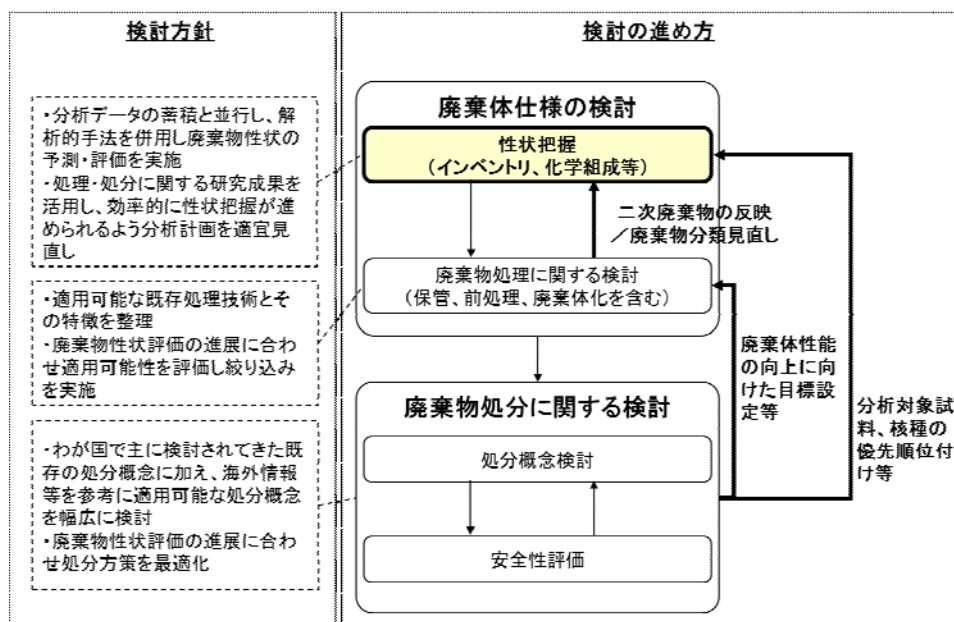 検討方針
・分析データの蓄積と並行し、解
析的手法を併用し廃棄物性状の
予測・評価を実施
・処理・処分に関する研究成果を
活用し、効率的に性状把握が進
められるよう分析計画を適宜見
直し
・適用可能な既存処理技術とそ
の特徴を整理
・廃棄物性状評価の進展に合わ
せ適用可能性を評価し絞り込み
を実施
・わが国で主に検討されてきた既
存の処分概念に加え、海外情報
等を参考に適用可能な処分概念
を幅広に検討
・廃棄物性状評価の進展に合わ
せ処分方策を最適化
検討の進め方
廃棄体仕様の検討
性状把握
(インベントリ、化学組成等)
二次廃棄物の反映
／廃棄物分類見直し
廃棄物処理に関する検討
(保管、前処理、廃棄体化を含む)
廃棄物処分に関する検討
処分概念検討
安全性評価
廃棄体性能
の向上に向
けた目標設
定等
分析対象試
料、核種の
優先順位付
け等